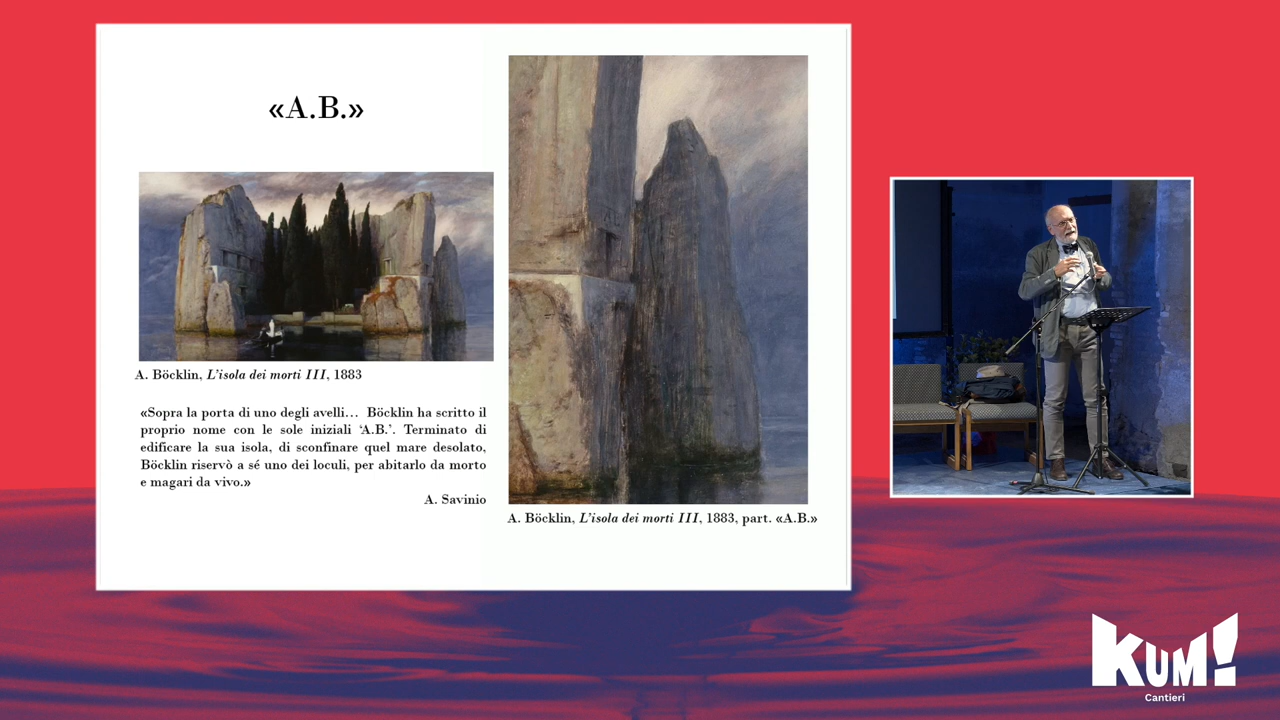 «A.B.»
A. Böcklin, L'isola dei morti III, 1883
«Sopra la porta di uno degli avelli… Böcklin ha scritto il
proprio nome con le sole iniziali ‘A.B.’. Terminato di
edificare la sua isola, di sconfinare quel mare desolato,
Böcklin riservò a sé uno dei loculi, per abitarlo da morto
e magari da vivo.»
A. Savinio
A. Böcklin, L'isola dei morti III, 1883, part. «A.B.»
KUM!
Cantieri